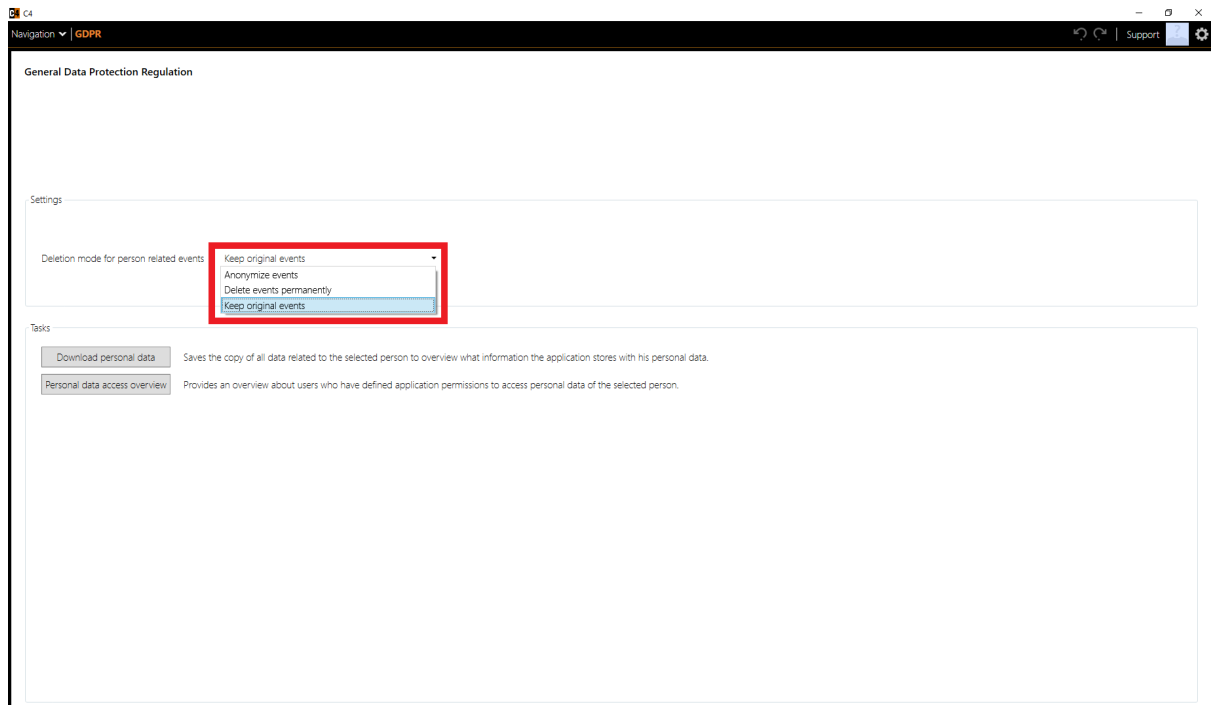 C4 C4
Navigation GDPR Support
General Data Protection Regulation
Settings
Deletion mode for person related events Keep original events
Anonymize events
Delete events permanently
Keep original events
Tasks
Download personal data Saves the copy of all data related to the selected person to overview what information the application stores with his personal data.
Personal data access overview Provides an overview about users who have defined application permissions to access personal data of the selected person.